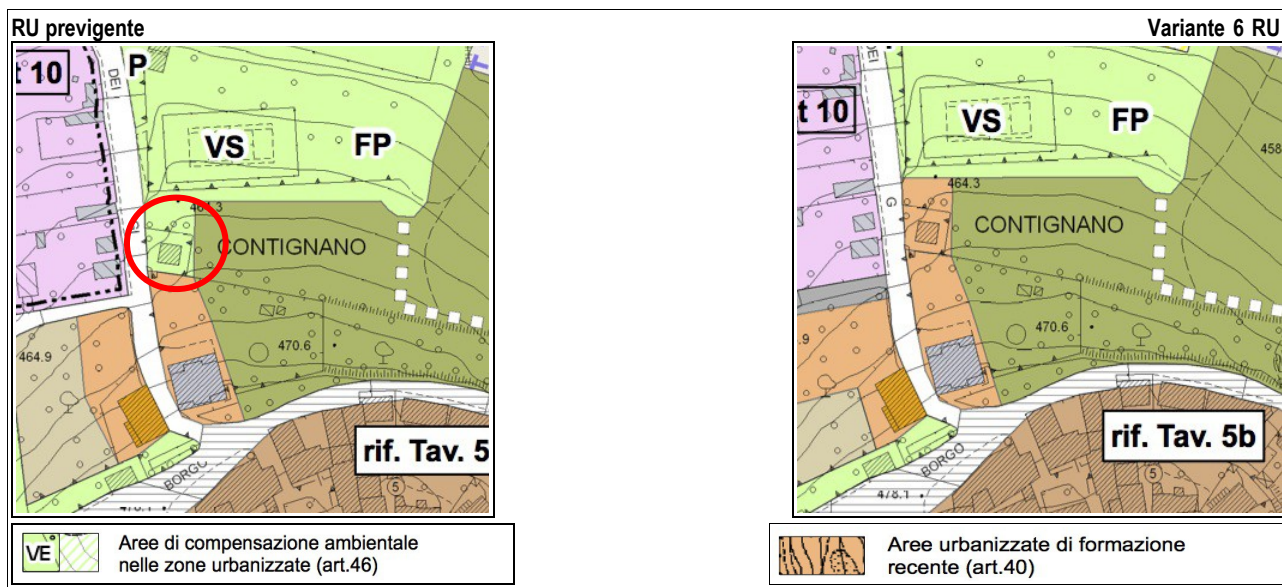 RU previgente
Variante 6 RU
t 10
DEI
P
VS
FP
464.3
CONTIGNANO
470.6
464.9
rif. Tav. 5
BORGO
5
t 10
VS
FP
458
464.3
G
CONTIGNANO
470.6
.9
rif. Tav. 5b
BORGO
478.1
5
VE
Aree di compensazione ambientale
nelle zone urbanizzate (art.46)
Aree urbanizzate di formazione
recente (art.40)